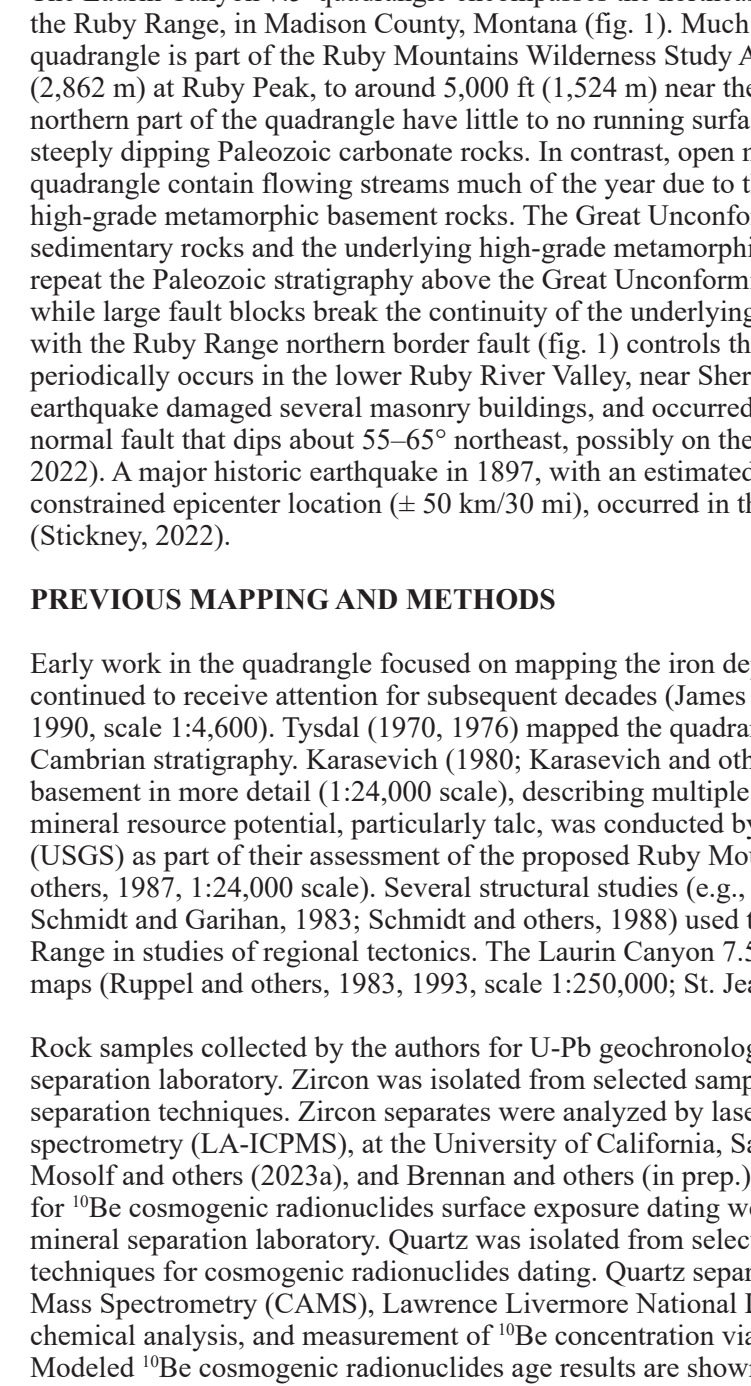 the Ruby Range, in Madison County, Montana (fig. 1). Much
quadrangle is part of the Ruby Mountains Wilderness Study A
(2,862 m) at Ruby Peak, to around 5,000 ft (1,524 m) near the
northern part of the quadrangle have little to no running surfa
steeply dipping Paleozoic carbonate rocks. In contrast, open m
quadrangle contain flowing streams much of the year due to t
high-grade metamorphic basement rocks. The Great Unconfo
sedimentary rocks and the underlying high-grade metamorphi
repeat the Paleozoic stratigraphy above the Great Unconformi
while large fault blocks break the continuity of the underlying
with the Ruby Range northern border fault (fig. 1) controls th
periodically occurs in the lower Ruby River Valley, near Sher
earthquake damaged several masonry buildings, and occurred
normal fault that dips about 55–65° northeast, possibly on the
2022). A major historic earthquake in 1897, with an estimated
constrained epicenter location (± 50 km/30 mi), occurred in th
(Stickney, 2022).
PREVIOUS MAPPING AND METHODS
Early work in the quadrangle focused on mapping the iron dep
continued to receive attention for subsequent decades (James
1990, scale 1:4,600). Tysdal (1970, 1976) mapped the quadran
Cambrian stratigraphy. Karasevich (1980; Karasevich and oth
basement in more detail (1:24,000 scale), describing multiple
mineral resource potential, particularly talc, was conducted by
(USGS) as part of their assessment of the proposed Ruby Mou
others, 1987, 1:24,000 scale). Several structural studies (e.g.,
Schmidt and Garihan, 1983; Schmidt and others, 1988) used t
Range in studies of regional tectonics. The Laurin Canyon 7.5
maps (Ruppel and others, 1983, 1993, scale 1:250,000; St. Jea
Rock samples collected by the authors for U-Pb geochronolog
separation laboratory. Zircon was isolated from selected samp
separation techniques. Zircon separates were analyzed by lase
spectrometry (LA-ICPMS), at the University of California, Sa
Mosolf and others (2023a), and Brennan and others (in prep.)
for ¹⁰Be cosmogenic radionuclides surface exposure dating we
mineral separation laboratory. Quartz was isolated from selec
techniques for cosmogenic radionuclides dating. Quartz separ
Mass Spectrometry (CAMS), Lawrence Livermore National L
chemical analysis, and measurement of ¹⁰Be concentration via
Modeled ¹⁰Be cosmogenic radionuclides age results are shown